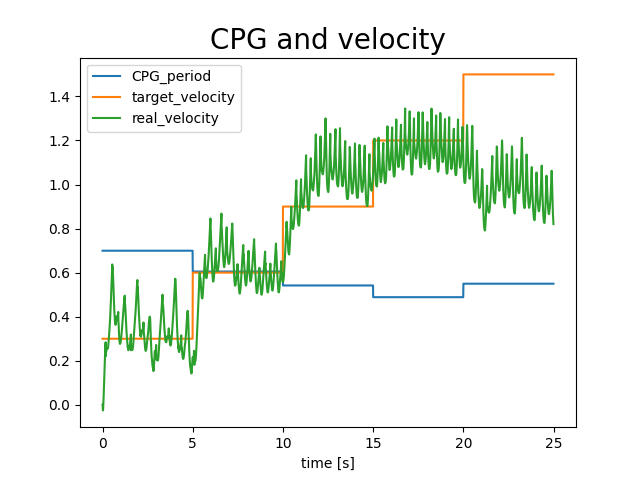 CPG and velocity
CPG_period
target_velocity
real_velocity
1.4
1.2
1.0
0.8
0.6
0.4
0.2
0.0
0 5 10 15 20 25
time [s]